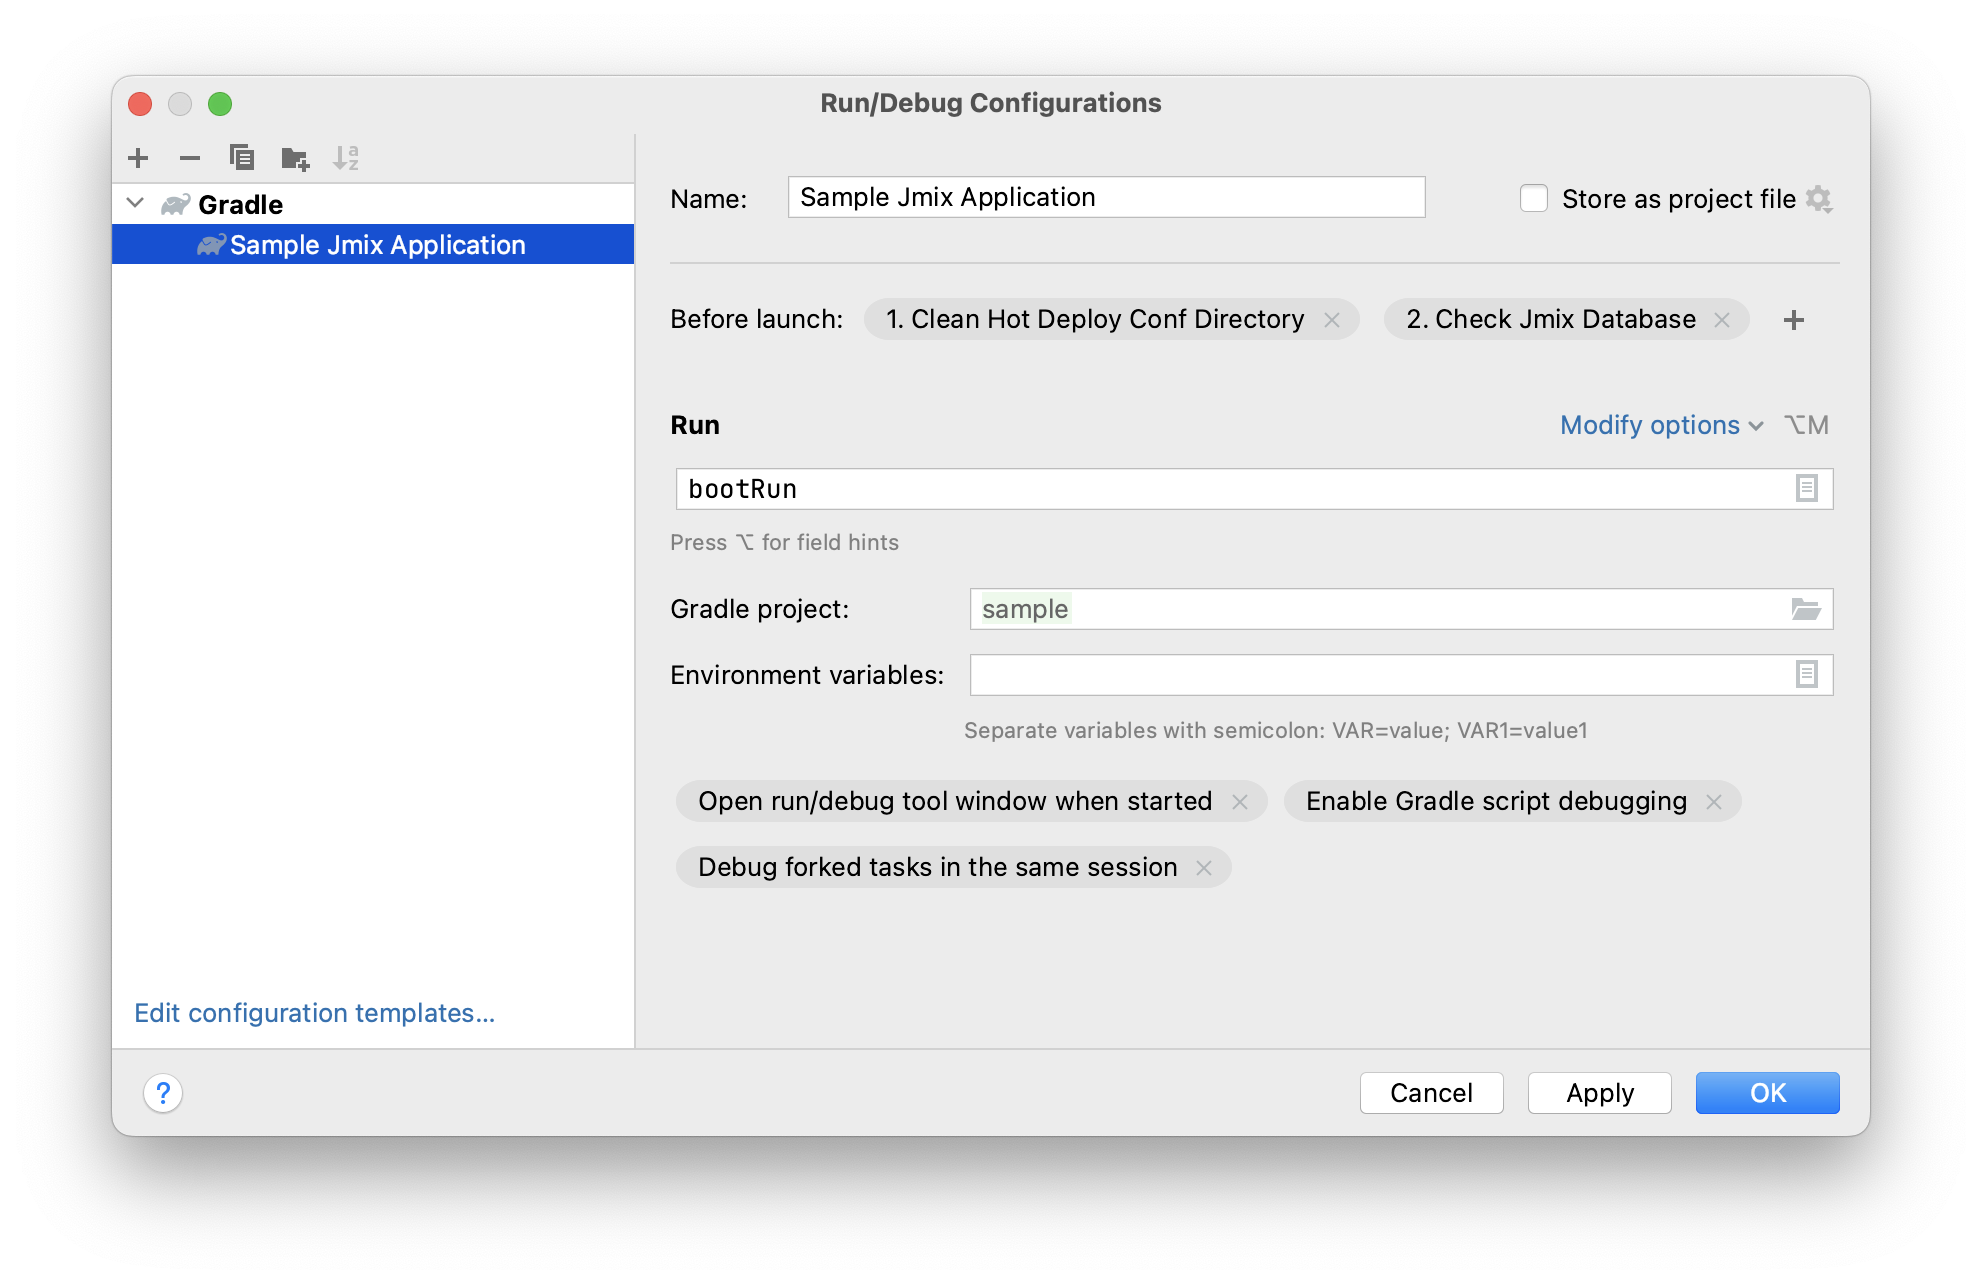 Run/Debug Configurations
Gradle
Sample Jmix Application
Edit configuration templates...
Name: Sample Jmix Application Store as project file
Before launch: 1. Clean Hot Deploy Conf Directory 2. Check Jmix Database
Run Modify options ⌥M
bootRun
Press ⌥ for field hints
Gradle project: sample
Environment variables:
Separate variables with semicolon: VAR=value; VAR1=value1
Open run/debug tool window when started Enable Gradle script debugging
Debug forked tasks in the same session
? Cancel Apply OK